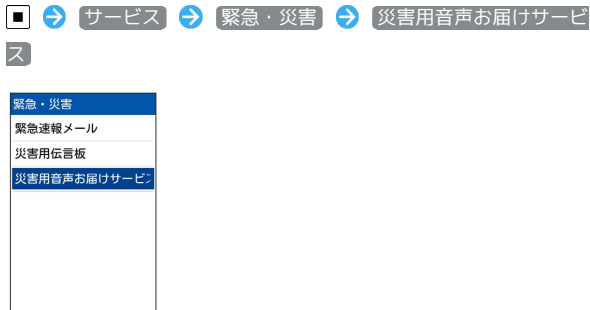 サービス 緊急・災害 災害用音声お届けサービ
ス
緊急・災害
緊急速報メール
災害用伝言板
災害用音声お届けサービ